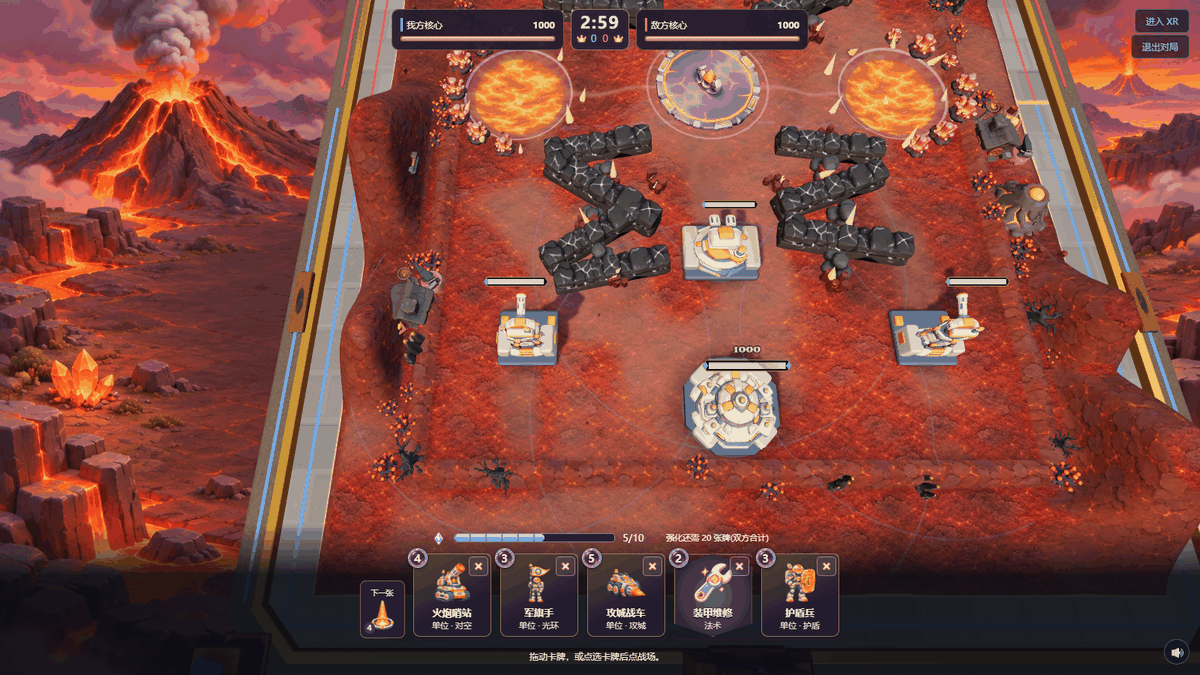 我方核心 1000
2:59
0 0
敌方核心 1000
进入 XR
退出对局
1000
5/10 强化还需 20 张牌(双方合计)
下一张
4
4
火炮哨站
单位 · 对空
3
军旗手
单位 · 光环
5
攻城战车
单位 · 攻城
2
装甲维修
法术
3
护盾兵
单位 · 护盾
拖动卡牌，或点选卡牌后点战场。